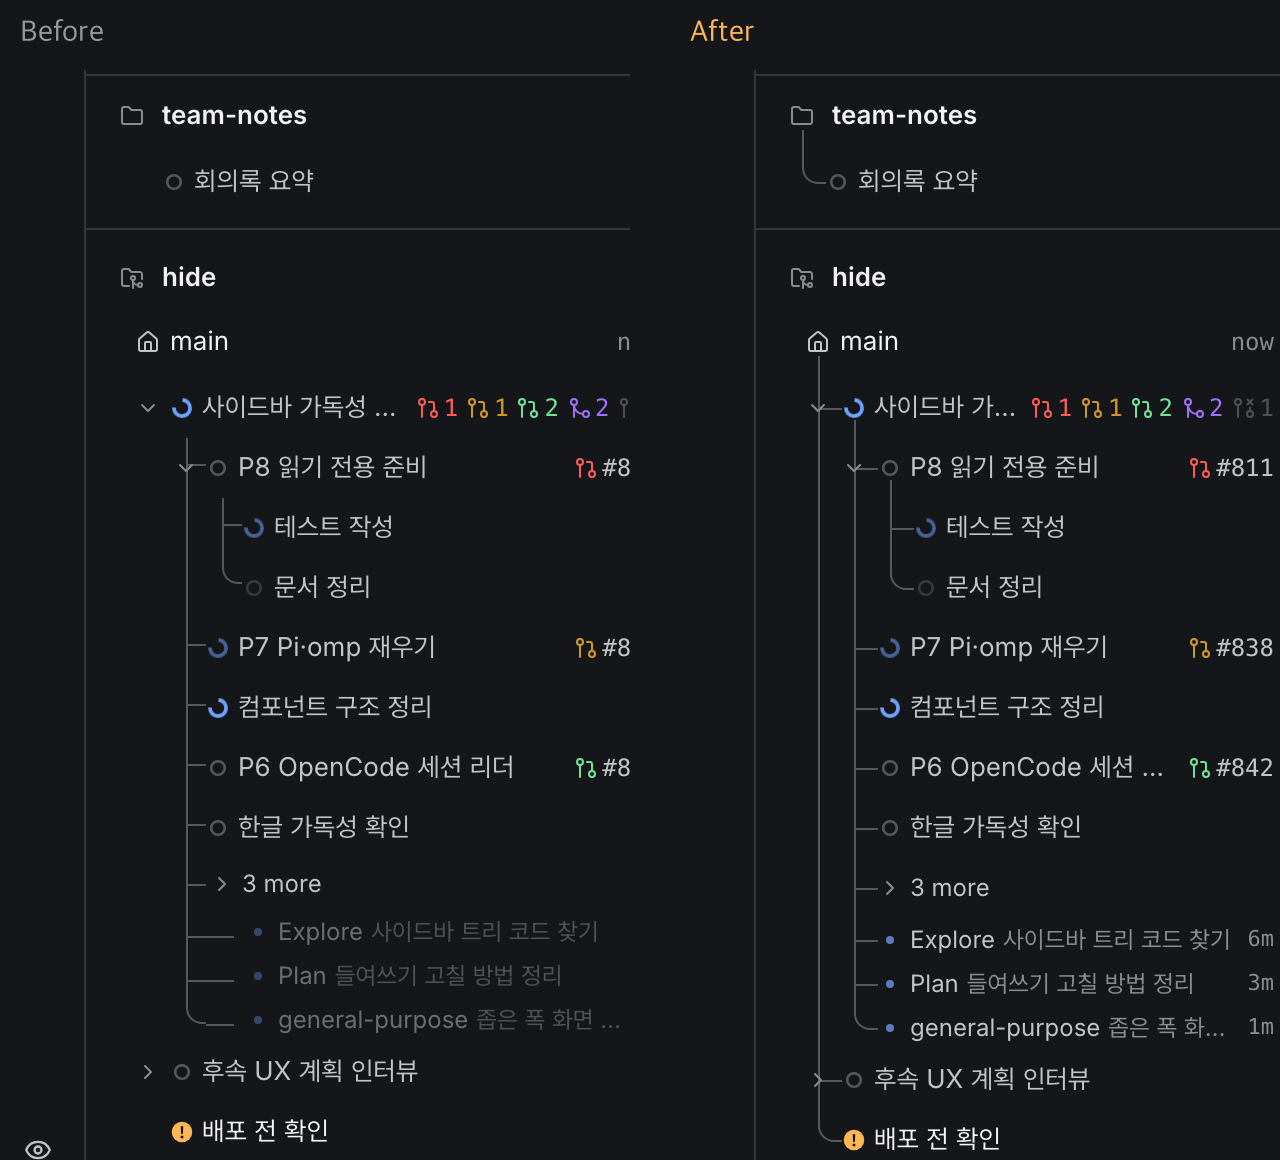 Before
team-notes
회의록 요약
hide
main n
사이드바 가독성 ... 1 1 2 2
P8 읽기 전용 준비 #8
테스트 작성
문서 정리
P7 Pi·omp 재우기 #8
컴포넌트 구조 정리
P6 OpenCode 세션 리더 #8
한글 가독성 확인
3 more
Explore 사이드바 트리 코드 찾기
Plan 들여쓰기 고칠 방법 정리
general-purpose 좁은 폭 화면 ...
후속 UX 계획 인터뷰
배포 전 확인
After
team-notes
회의록 요약
hide
main now
사이드바 가... 1 1 2 2 1
P8 읽기 전용 준비 #811
테스트 작성
문서 정리
P7 Pi·omp 재우기 #838
컴포넌트 구조 정리
P6 OpenCode 세션 ... #842
한글 가독성 확인
3 more
Explore 사이드바 트리 코드 찾기 6m
Plan 들여쓰기 고칠 방법 정리 3m
general-purpose 좁은 폭 화... 1m
후속 UX 계획 인터뷰
배포 전 확인